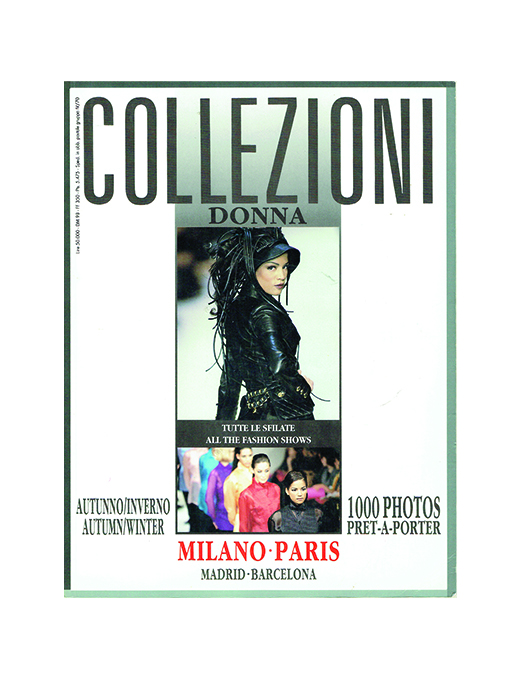 COLLEZIONI
DONNA
TUTTE LE SFILATE
ALL THE FASHION SHOWS
AUTUNNO/INVERNO
AUTUMN/WINTER
1000 PHOTOS
PRET-A-PORTER
MILANO·PARIS
MADRID·BARCELONA